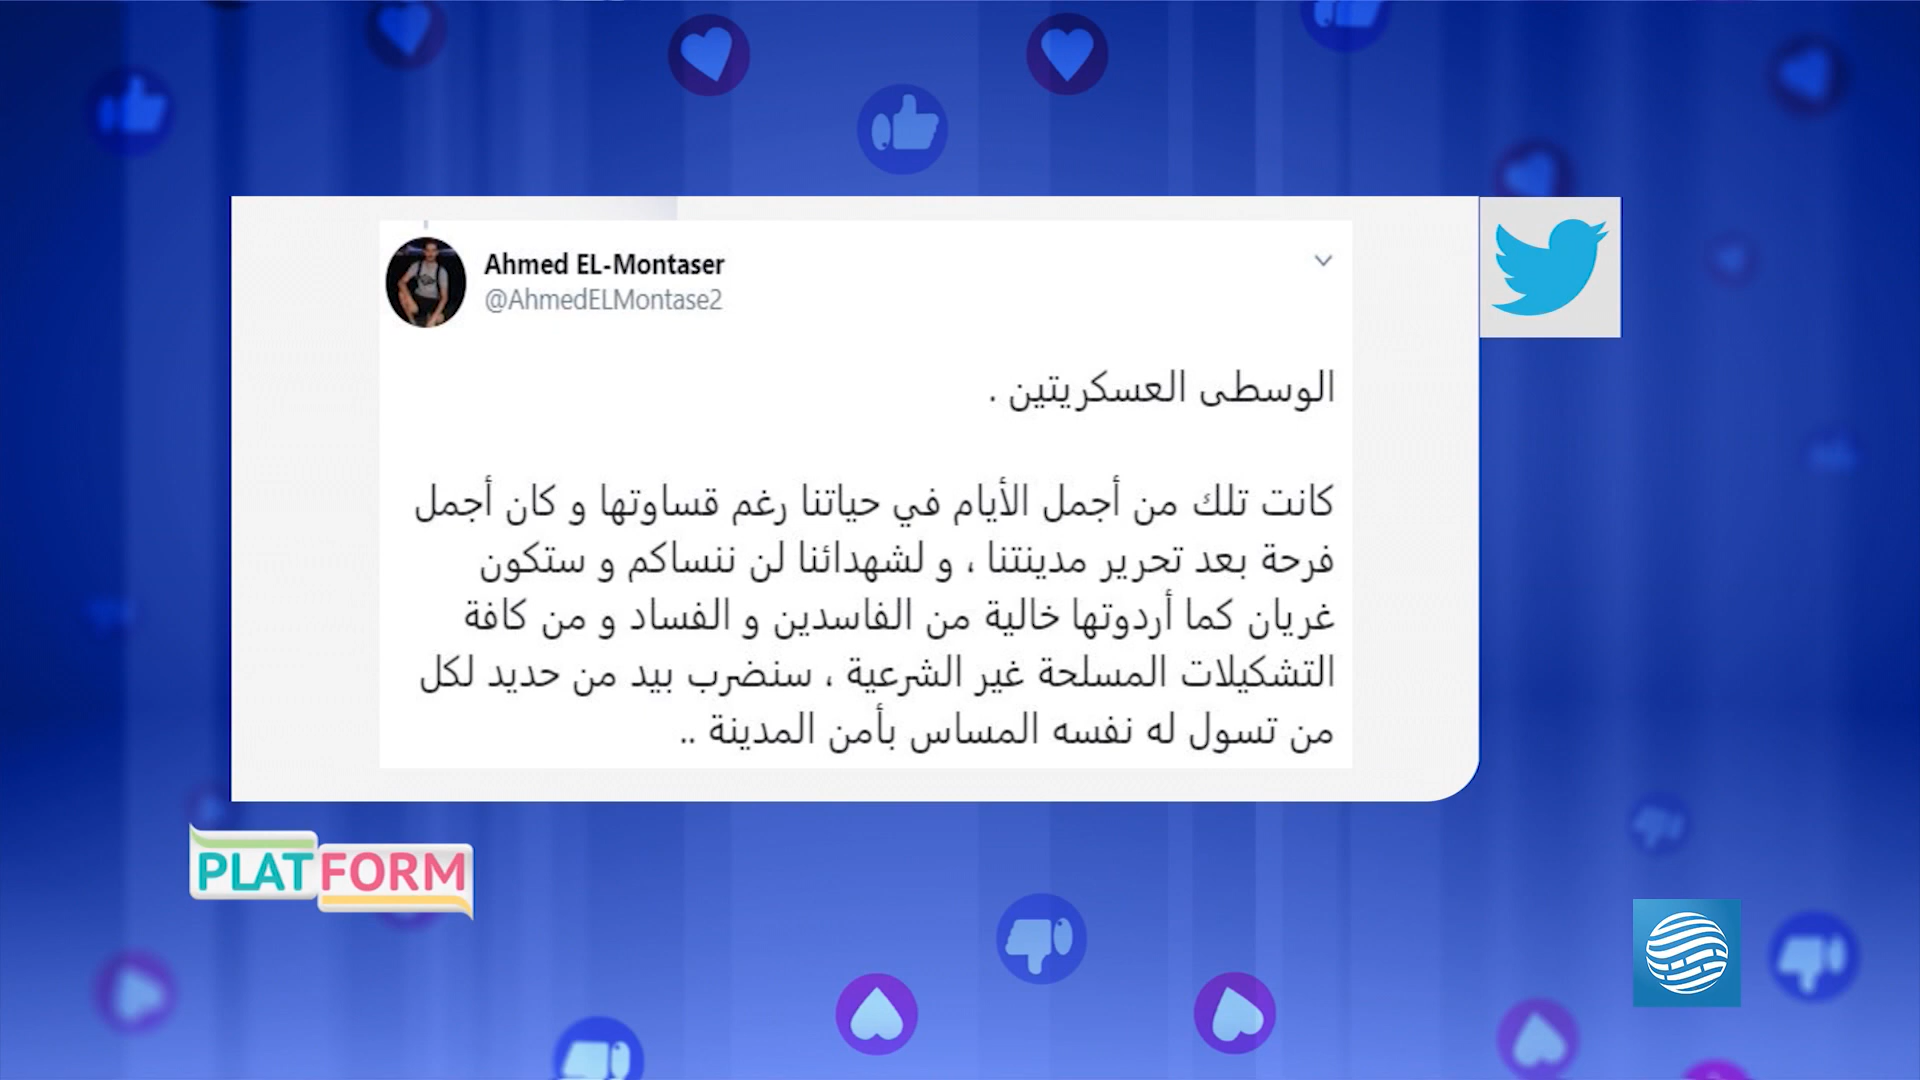 Ahmed EL-Montaser
@AhmedELMontase2
الوسطى العسكريتين .
كانت تلك من أجمل الأيام في حياتنا رغم قساوتها و كان أجمل
فرحة بعد تحرير مدينتنا ، و لشهدائنا لن ننساكم و ستكون
غريان كما أردوتها خالية من الفاسدين و الفساد و من كافة
التشكيلات المسلحة غير الشرعية ، سنضرب بيد من حديد لكل
من تسول له نفسه المساس بأمن المدينة ..
PLATFORM